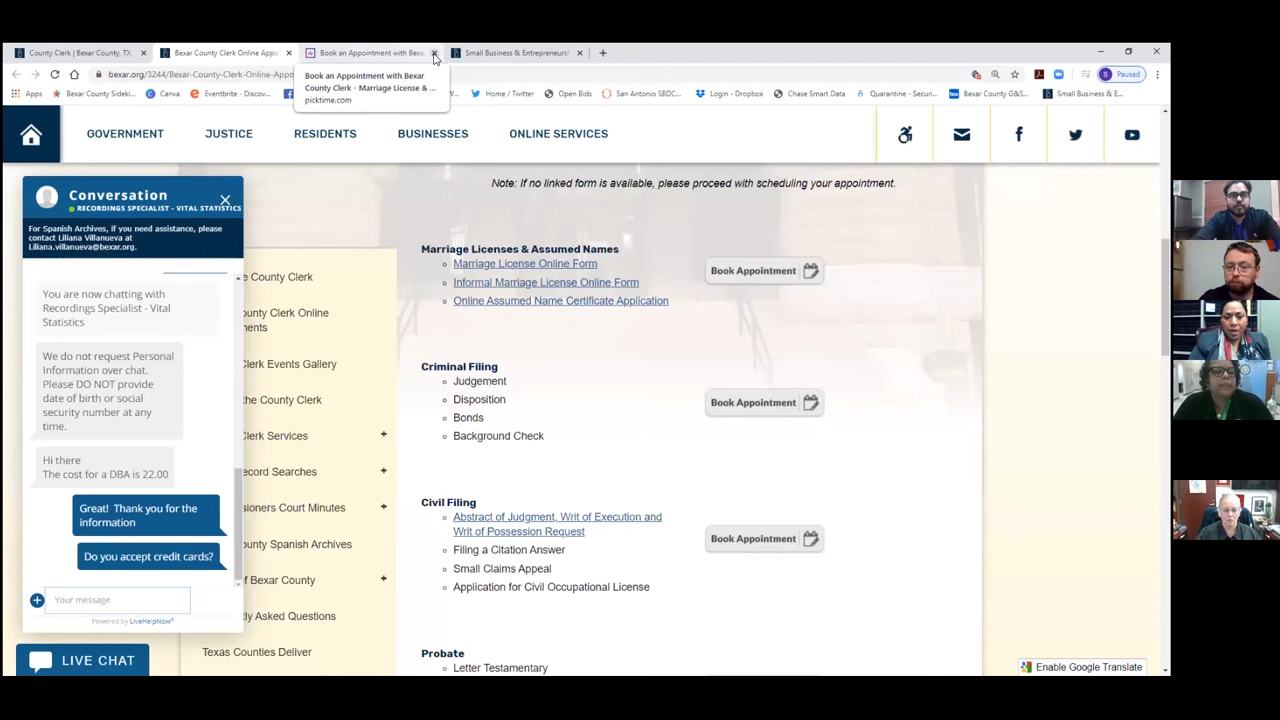 County Clerk | Bexar County, TX
Bexar County Clerk Online Appo
Book an Appointment with Bexa
Small Business & Entrepreneurs
bexar.org/3244/Bexar-County-Clerk-Online-Appo
Book an Appointment with Bexar
County Clerk - Marriage License & ...
picktime.com
S
Paused
Apps
Bexar County Sideki...
Canva
Eventbrite - Discov...
Home / Twitter
Open Bids
San Antonio SBDC...
Login - Dropbox
Chase Smart Data
Quarantine - Securi...
Bexar County G&S...
Small Business & E...
GOVERNMENT
JUSTICE
RESIDENTS
BUSINESSES
ONLINE SERVICES
Note: If no linked form is available, please proceed with scheduling your appointment.
Conversation
RECORDINGS SPECIALIST - VITAL STATISTICS
For Spanish Archives, if you need assistance, please
contact Liliana Villanueva at
Liliana.villanueva@bexar.org.
You are now chatting with
Recordings Specialist - Vital
Statistics
We do not request Personal
Information over chat.
Please DO NOT provide
date of birth or social
security number at any
time.
Hi there
The cost for a DBA is 22.00
Great! Thank you for the
information
Do you accept credit cards?
Your message
Powered by LiveHelpNow®
LIVE CHAT
e County Clerk
ounty Clerk Online
ments
Clerk Events Gallery
the County Clerk
Clerk Services
+
ecord Searches
+
sioners Court Minutes
+
ounty Spanish Archives
of Bexar County
+
tly Asked Questions
Texas Counties Deliver
Marriage Licenses & Assumed Names
Marriage License Online Form
Informal Marriage License Online Form
Online Assumed Name Certificate Application
Book Appointment
Criminal Filing
Judgement
Disposition
Bonds
Background Check
Book Appointment
Civil Filing
Abstract of Judgment, Writ of Execution and
Writ of Possession Request
Filing a Citation Answer
Small Claims Appeal
Application for Civil Occupational License
Book Appointment
Probate
Letter Testamentary
Enable Google Translate